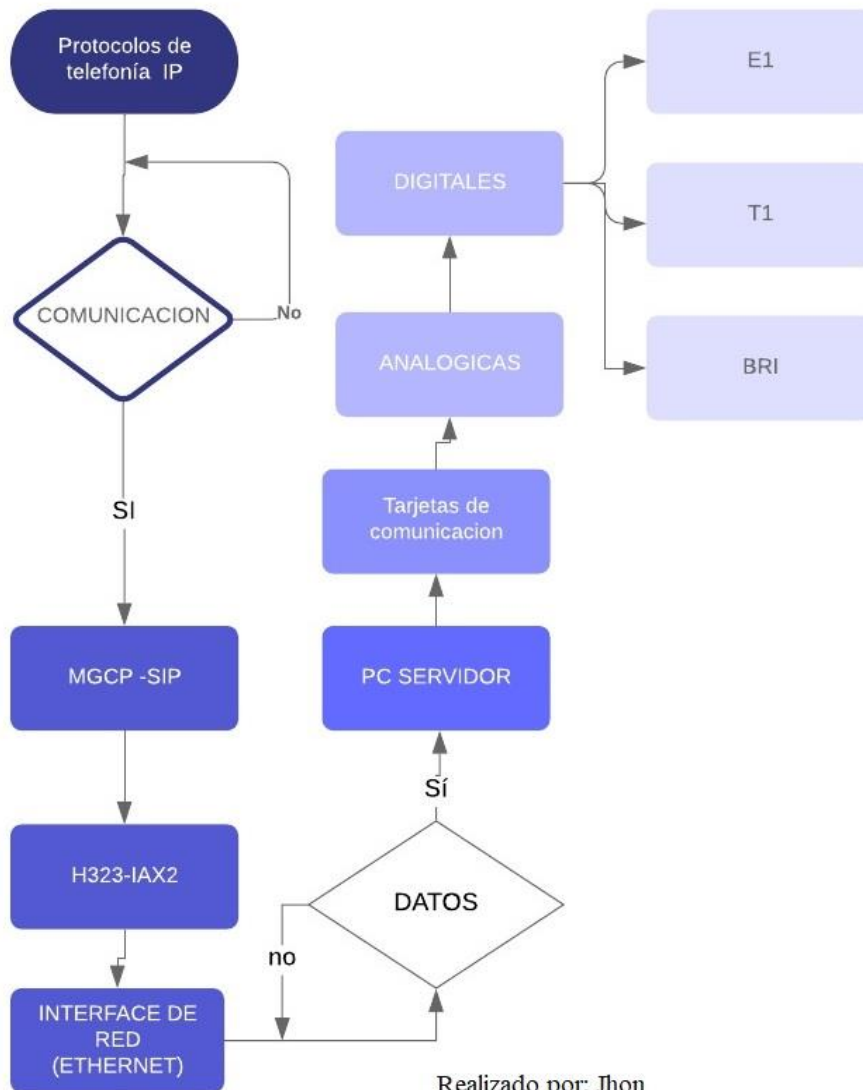 Protocolos de
telefonía IP
COMUNICACION
No
SI
MGCP -SIP
H323-IAX2
INTERFACE DE
RED
(ETHERNET)
no
DATOS
Sí
PC SERVIDOR
Tarjetas de
comunicacion
ANALOGICAS
DIGITALES
E1
T1
BRI
Realizado por: Jhon